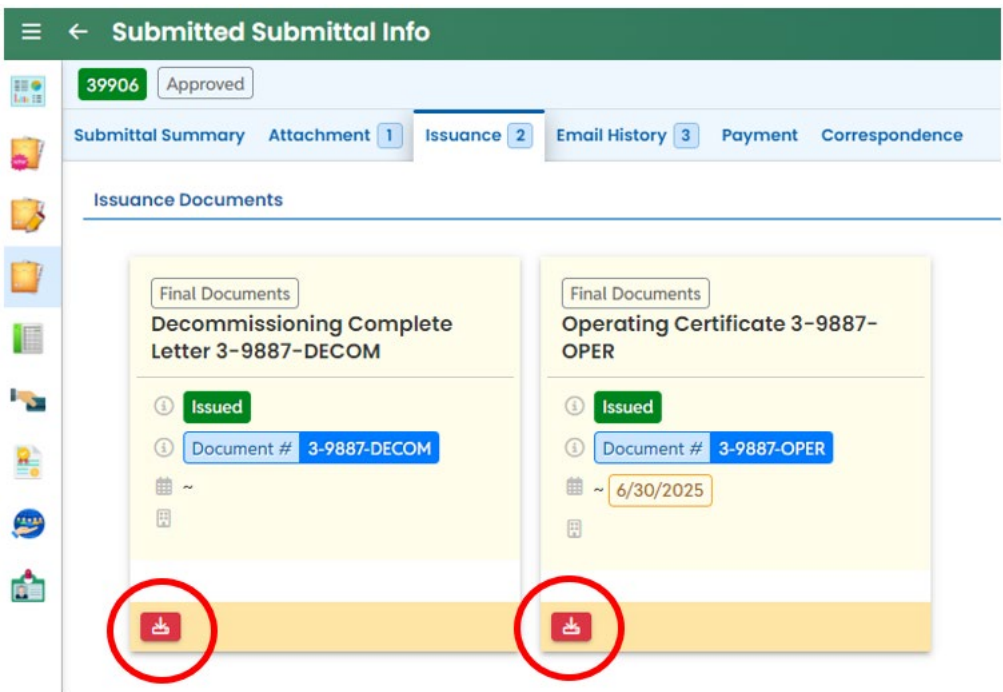 Submitted Submittal Info
39906 Approved
Submittal Summary Attachment 1 Issuance 2 Email History 3 Payment Correspondence
Issuance Documents
Final Documents
Decommissioning Complete
Letter 3-9887-DECOM
Issued
Document # 3-9887-DECOM
~
Final Documents
Operating Certificate 3-9887-
OPER
Issued
Document # 3-9887-OPER
~ 6/30/2025